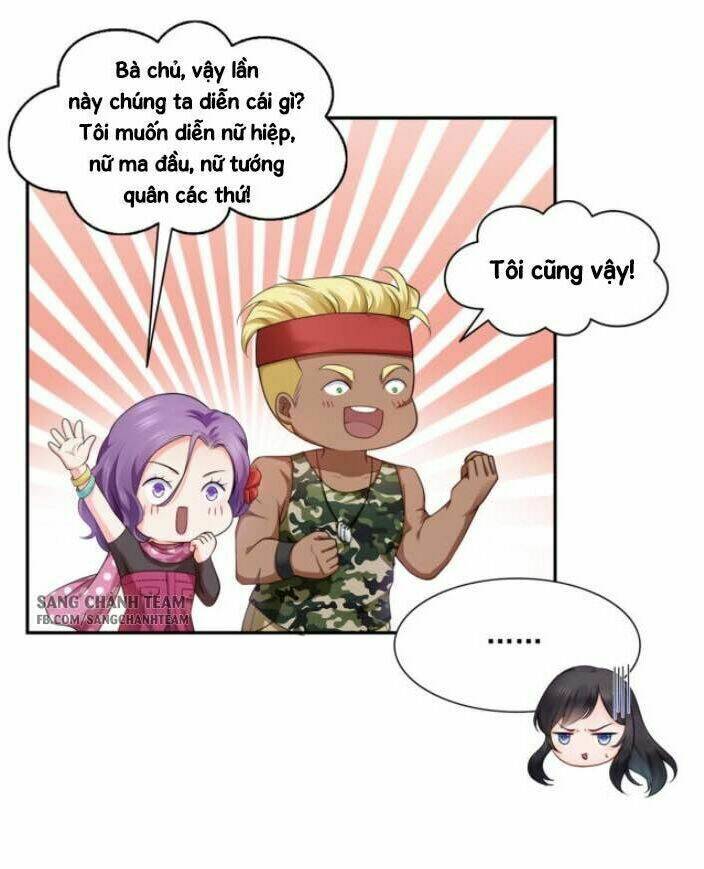 Bà chủ, vậy lần
này chúng ta diễn cái gì?
Tôi muốn diễn nữ hiệp,
nữ ma đầu, nữ tướng
quân các thứ!
Tôi cũng vậy!
SANG CHANH TEAM
FB.COM/SANGCHANHTEAM
......